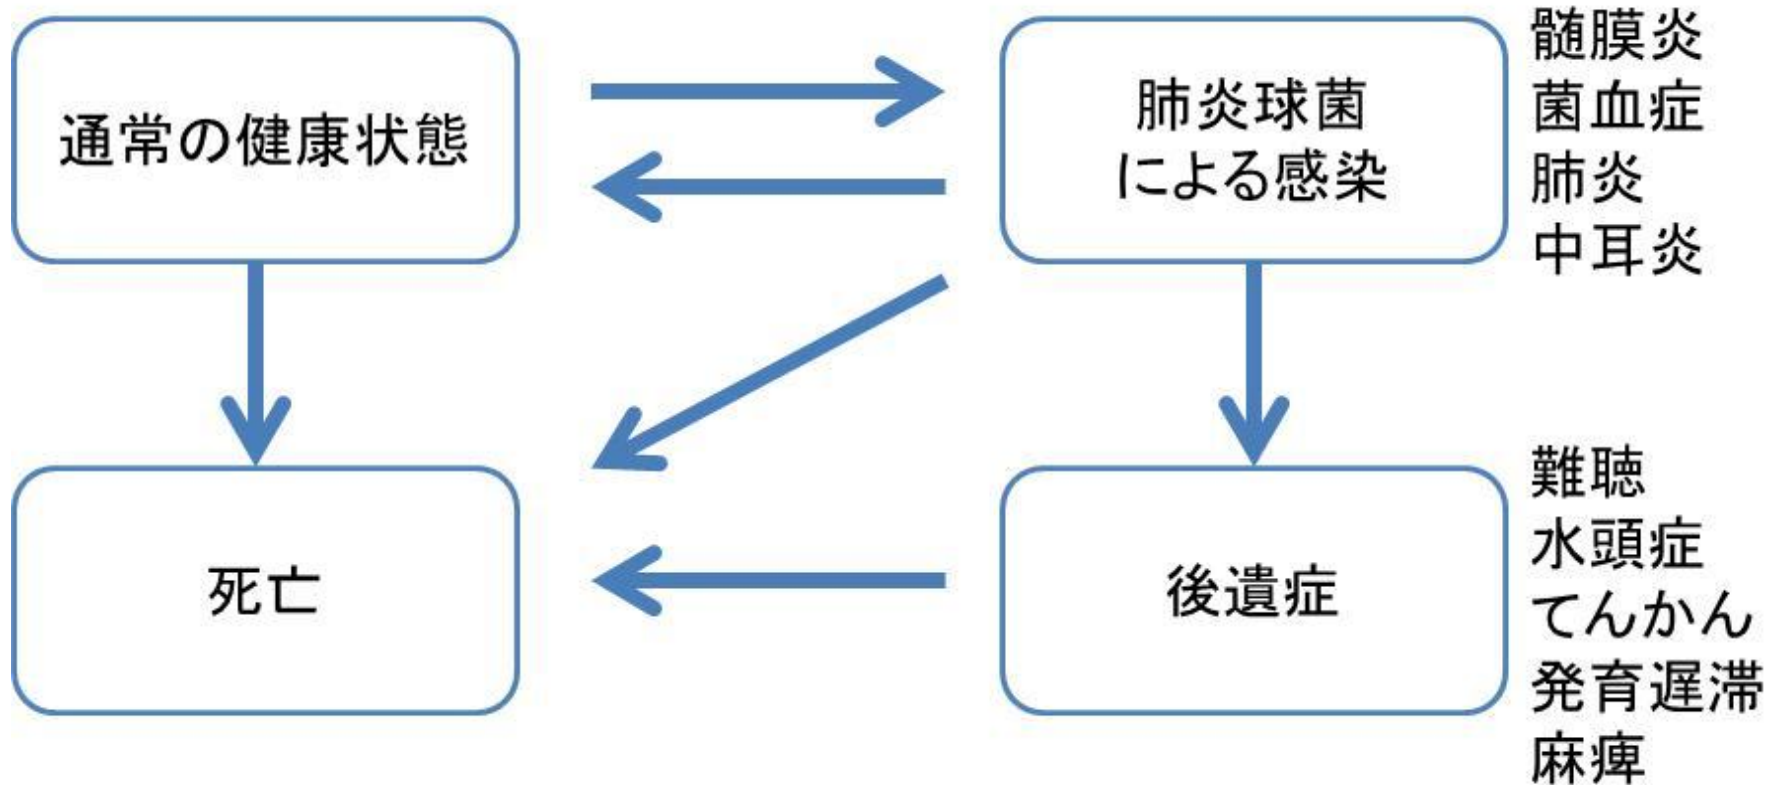 通常の健康状態
肺炎球菌
による感染
髄膜炎
菌血症
肺炎
中耳炎
死亡
後遺症
難聴
水頭症
てんかん
発育遅滞
麻痺